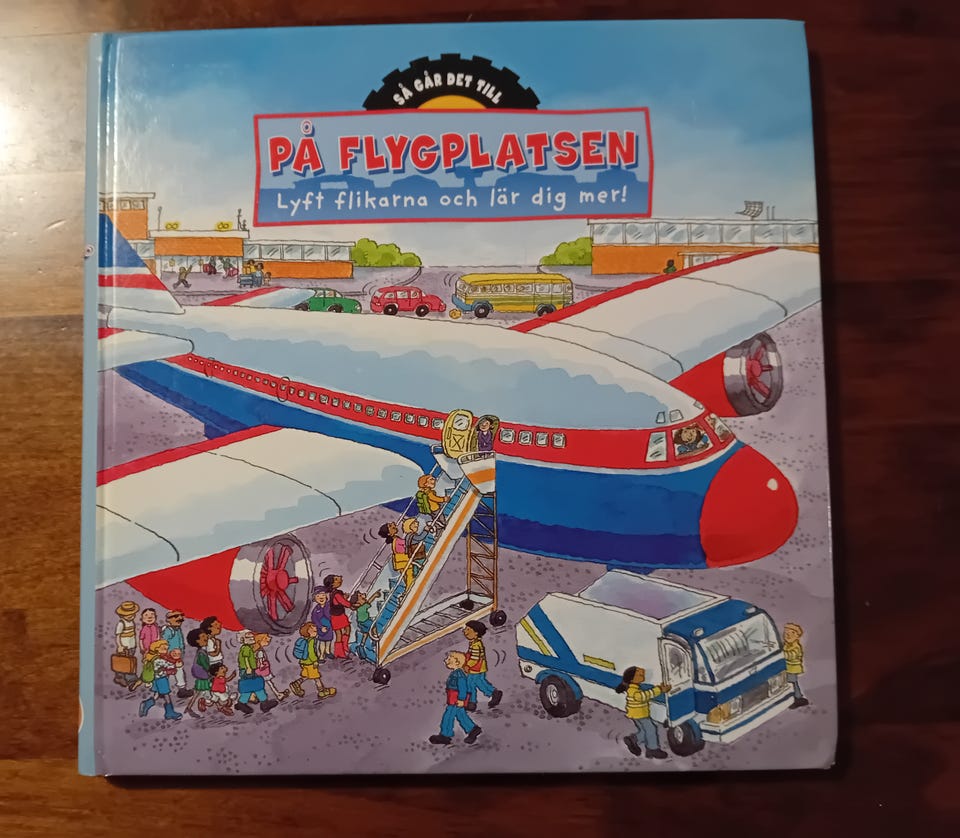 SÅ GÅR DET TILL
PÅ FLYGPLATSEN
Lyft flikarna och lär dig mer!